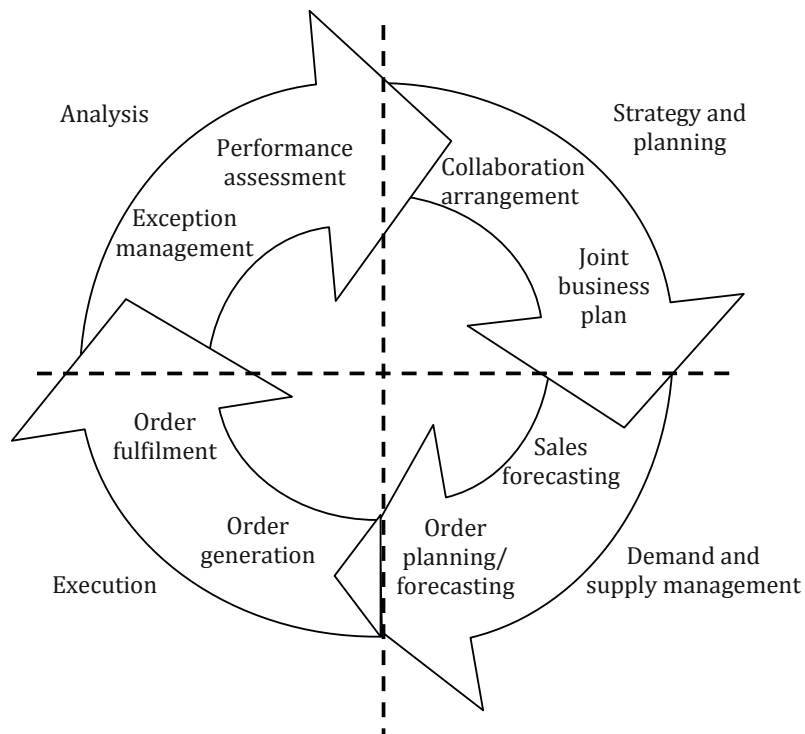 Analysis
Strategy and
planning
Performance
assessment
Collaboration
arrangement
Exception
management
Joint
business
plan
Order
fulfilment
Sales
forecasting
Order
generation
Order
planning/
forecasting
Execution
Demand and
supply management